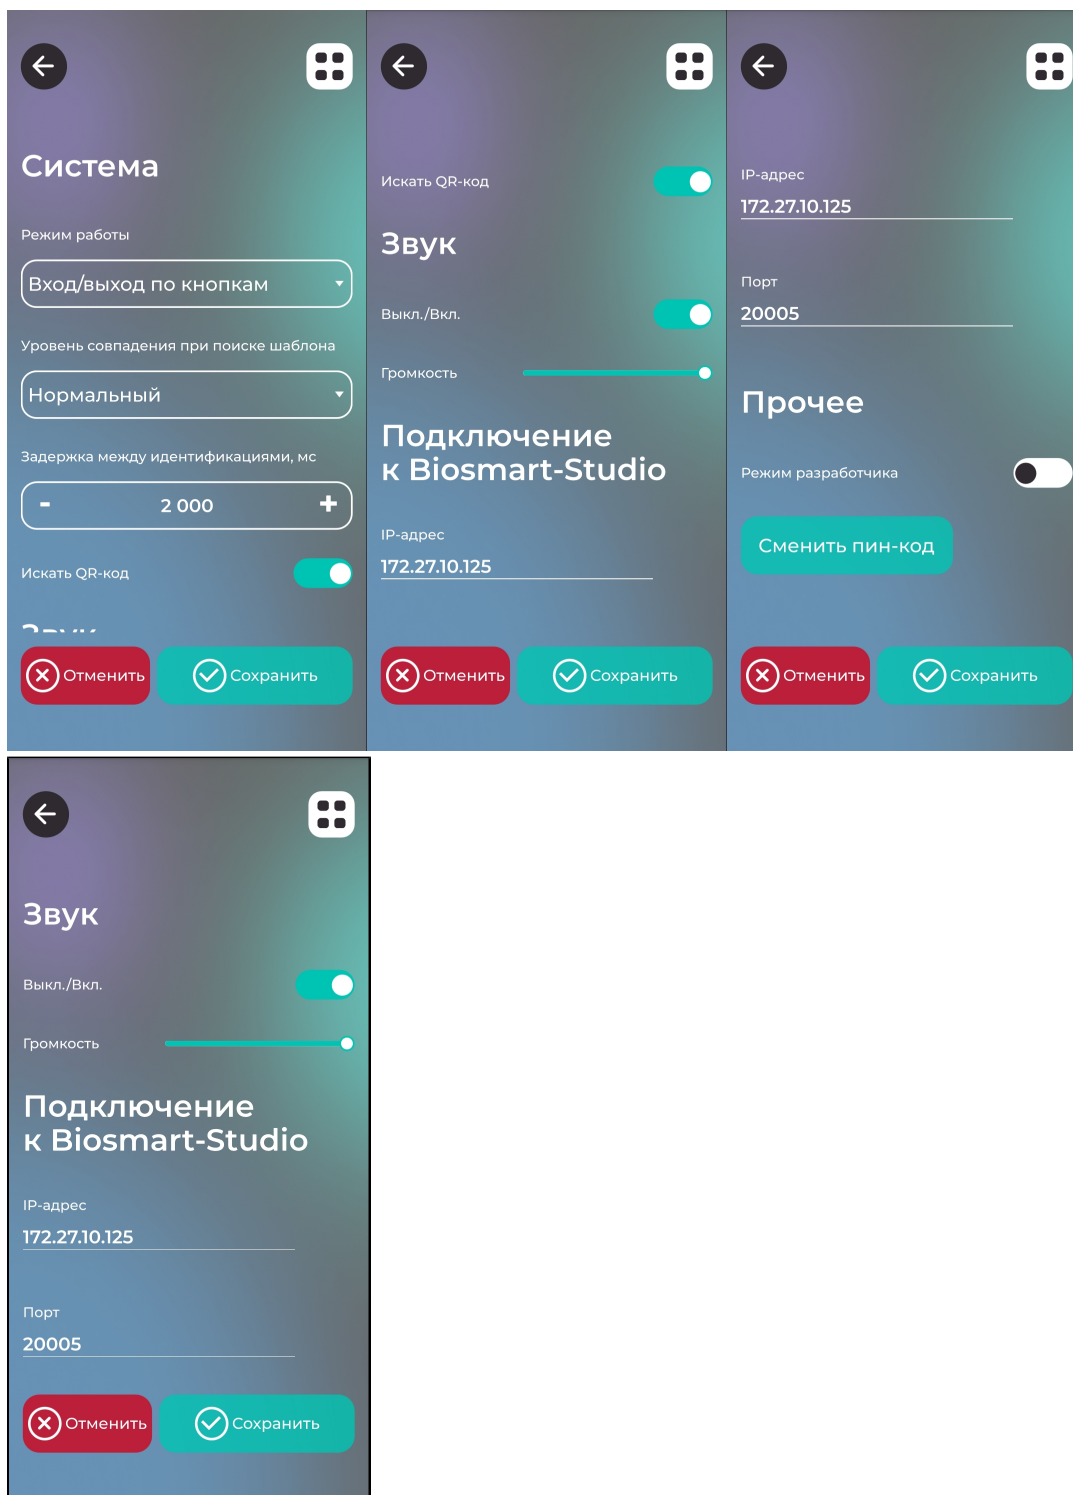 Система
Режим работы
Вход/выход по кнопкам
Уровень совпадения при поиске шаблона
Нормальный
Задержка между идентификациями, мс
- 2 000 +
Искать QR-код
Звук
Отменить
Сохранить
Искать QR-код
Звук
Выкл./Вкл.
Громкость
Подключение
к Biosmart-Studio
IP-адрес
172.27.10.125
Отменить
Сохранить
IP-адрес
172.27.10.125
Порт
20005
Прочее
Режим разработчика
Сменить пин-код
Отменить
Сохранить
Звук
Выкл./Вкл.
Громкость
Подключение
к Biosmart-Studio
IP-адрес
172.27.10.125
Порт
20005
Отменить
Сохранить